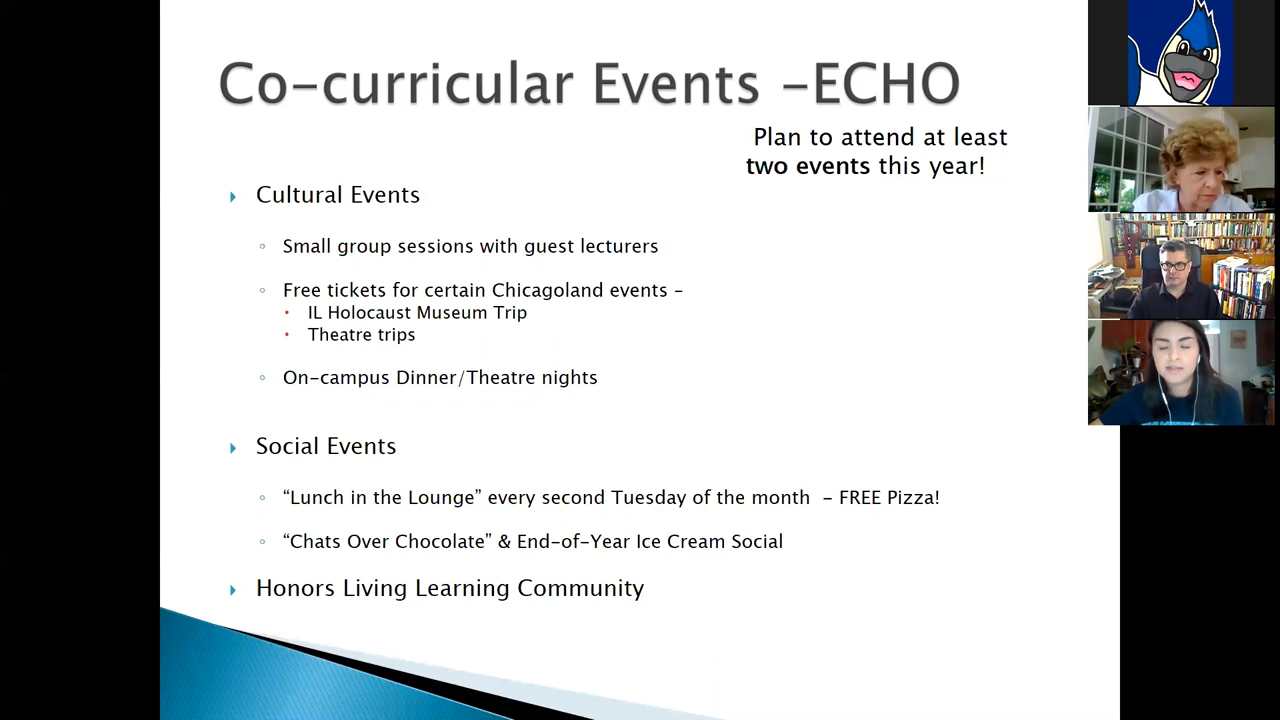 Co-curricular Events -ECHO
Plan to attend at least
two events this year!
Cultural Events
Small group sessions with guest lecturers
Free tickets for certain Chicagoland events –
IL Holocaust Museum Trip
Theatre trips
On-campus Dinner/Theatre nights
Social Events
“Lunch in the Lounge” every second Tuesday of the month – FREE Pizza!
“Chats Over Chocolate” & End-of-Year Ice Cream Social
Honors Living Learning Community